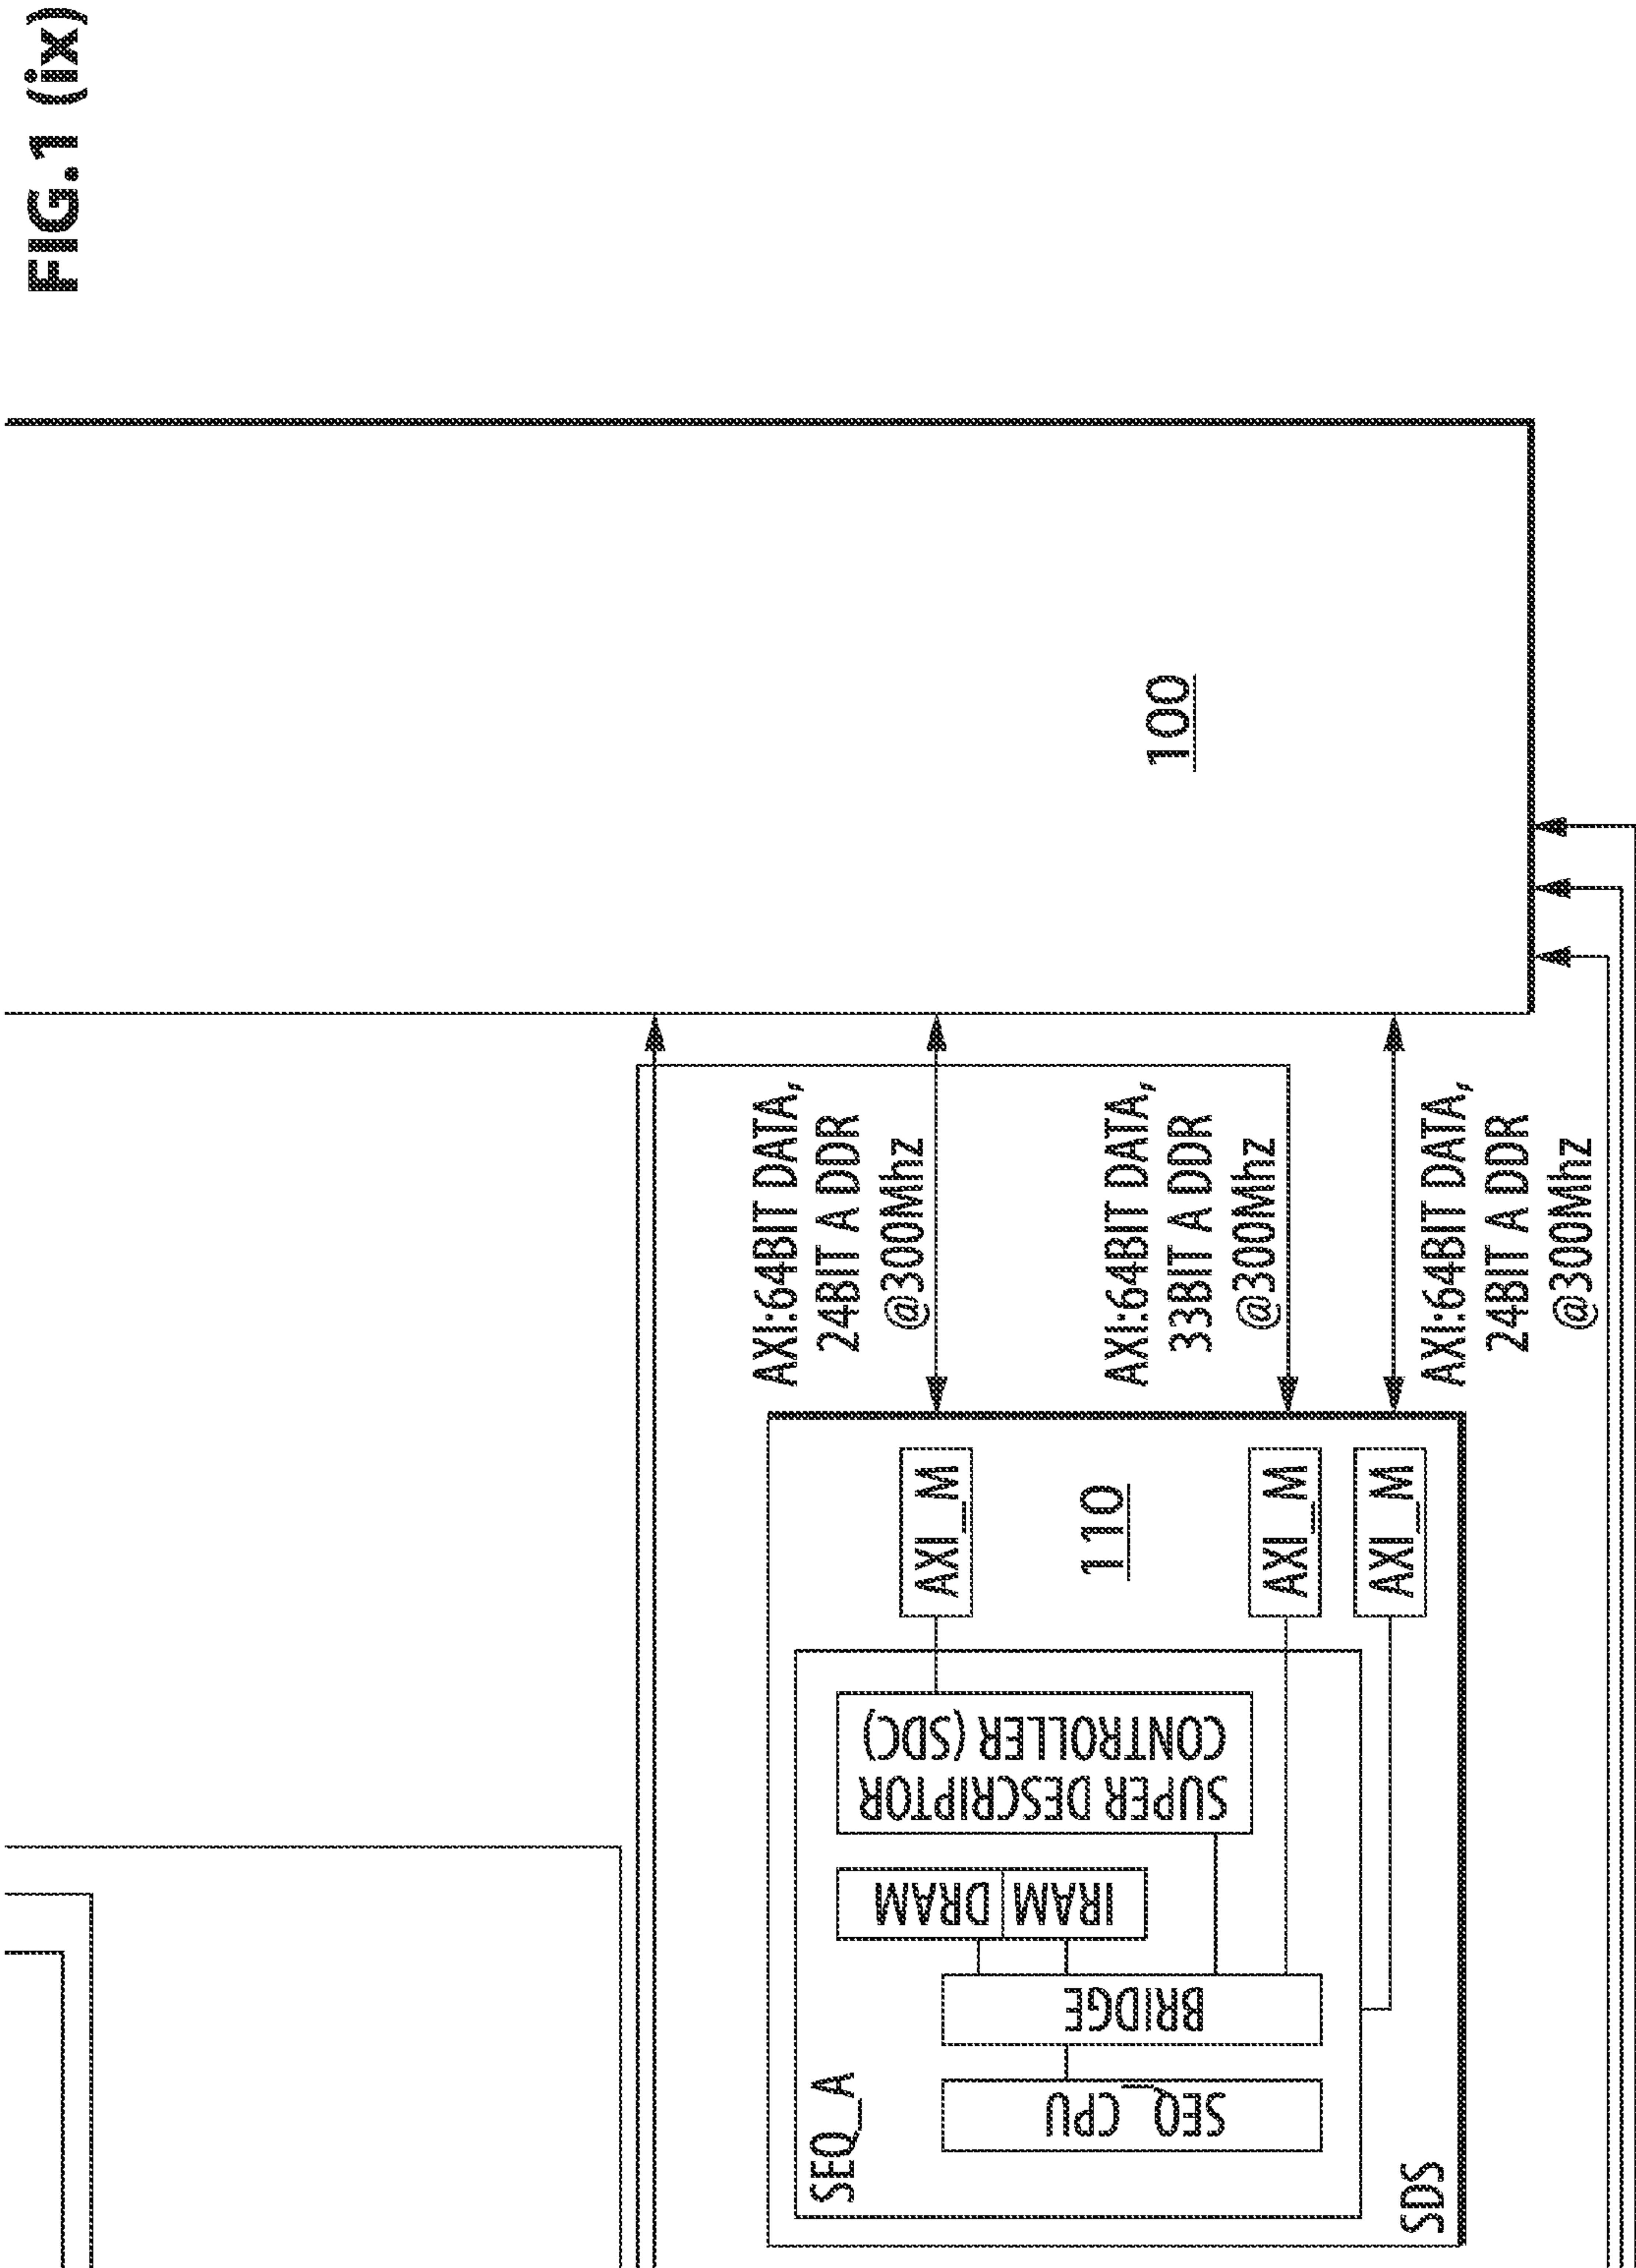 FIG.1 (ix)
100
AXI:64BIT DATA,
24BIT A DDR
@300Mhz
AXI:64BIT DATA,
33BIT A DDR
@300Mhz
AXI:64BIT DATA,
24BIT A DDR
@300Mhz
AXI_M
110
AXI_M
AXI_M
SUPER DESCRIPTOR
CONTROLLER (SDC)
IRAM
DRAM
BRIDGE
SEQ_CPU
SEQ_A
SDS